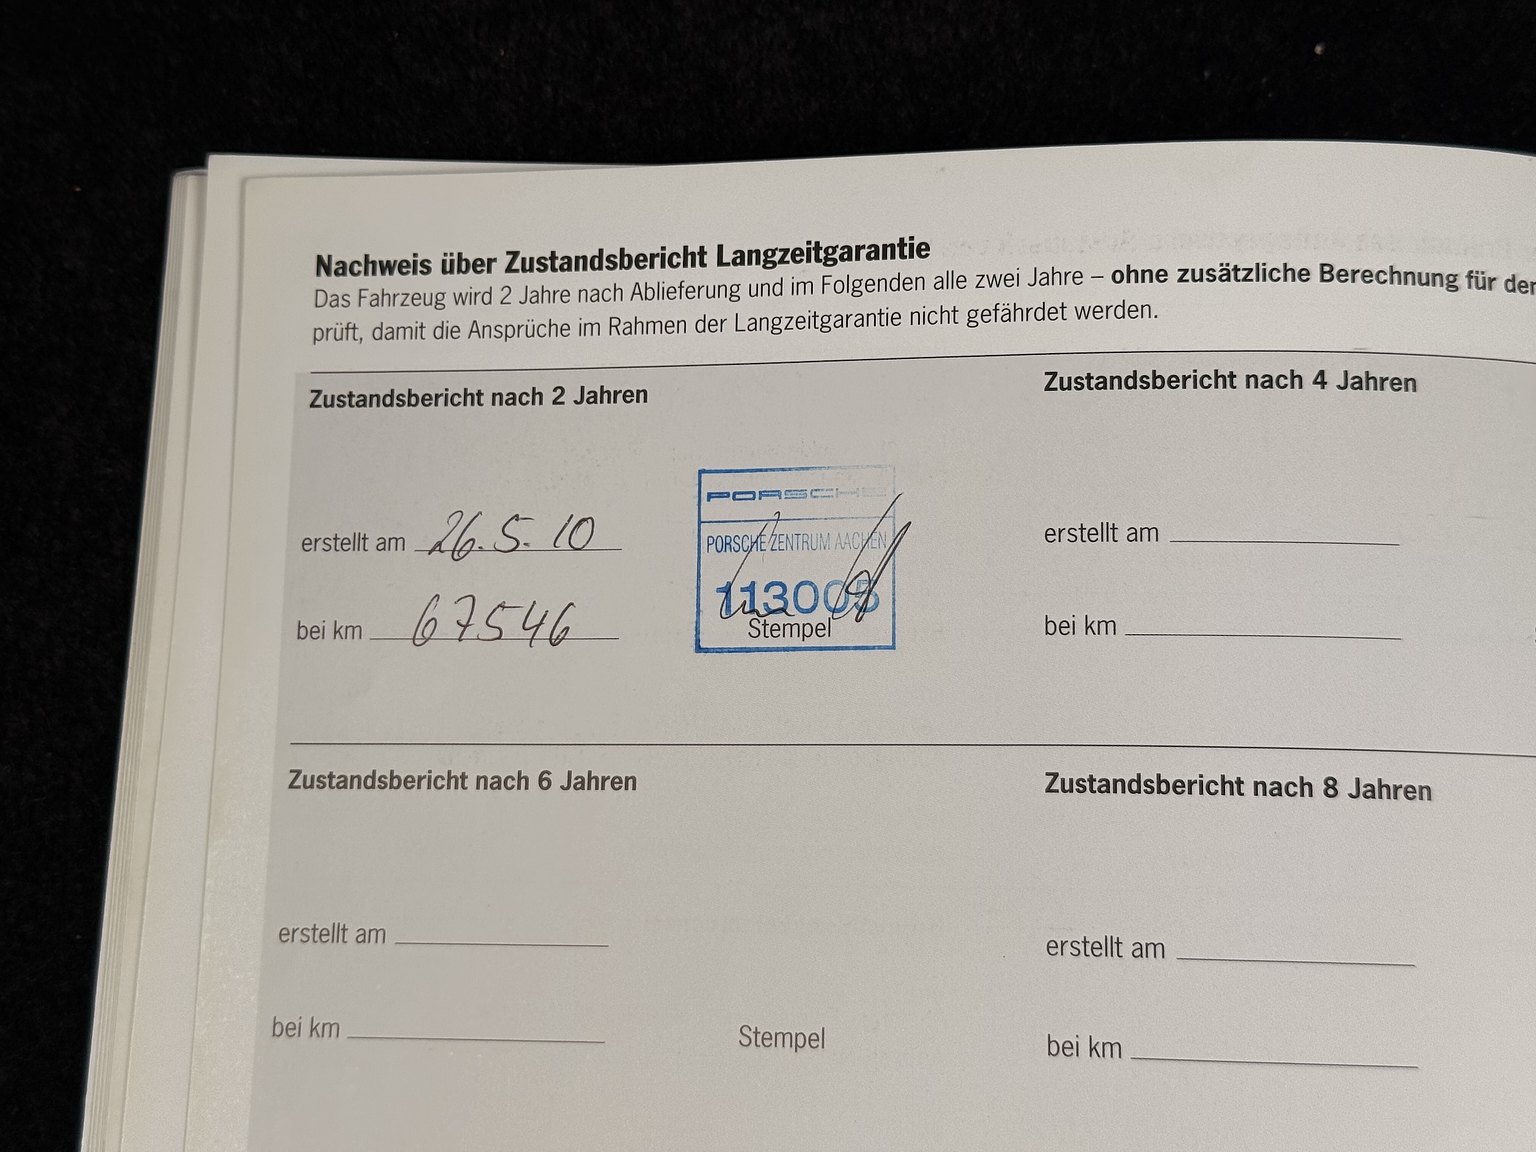 Nachweis über Zustandsbericht Langzeitgarantie
Das Fahrzeug wird 2 Jahre nach Ablieferung und im Folgenden alle zwei Jahre – ohne zusätzliche Berechnung für der
prüft, damit die Ansprüche im Rahmen der Langzeitgarantie nicht gefährdet werden.
Zustandsbericht nach 2 Jahren
erstellt am 26.5.10
bei km 67546
PORSCHE
PORSCHE ZENTRUM AACHEN
113005
Stempel
Zustandsbericht nach 4 Jahren
erstellt am
bei km
Zustandsbericht nach 6 Jahren
erstellt am
bei km
Stempel
Zustandsbericht nach 8 Jahren
erstellt am
bei km